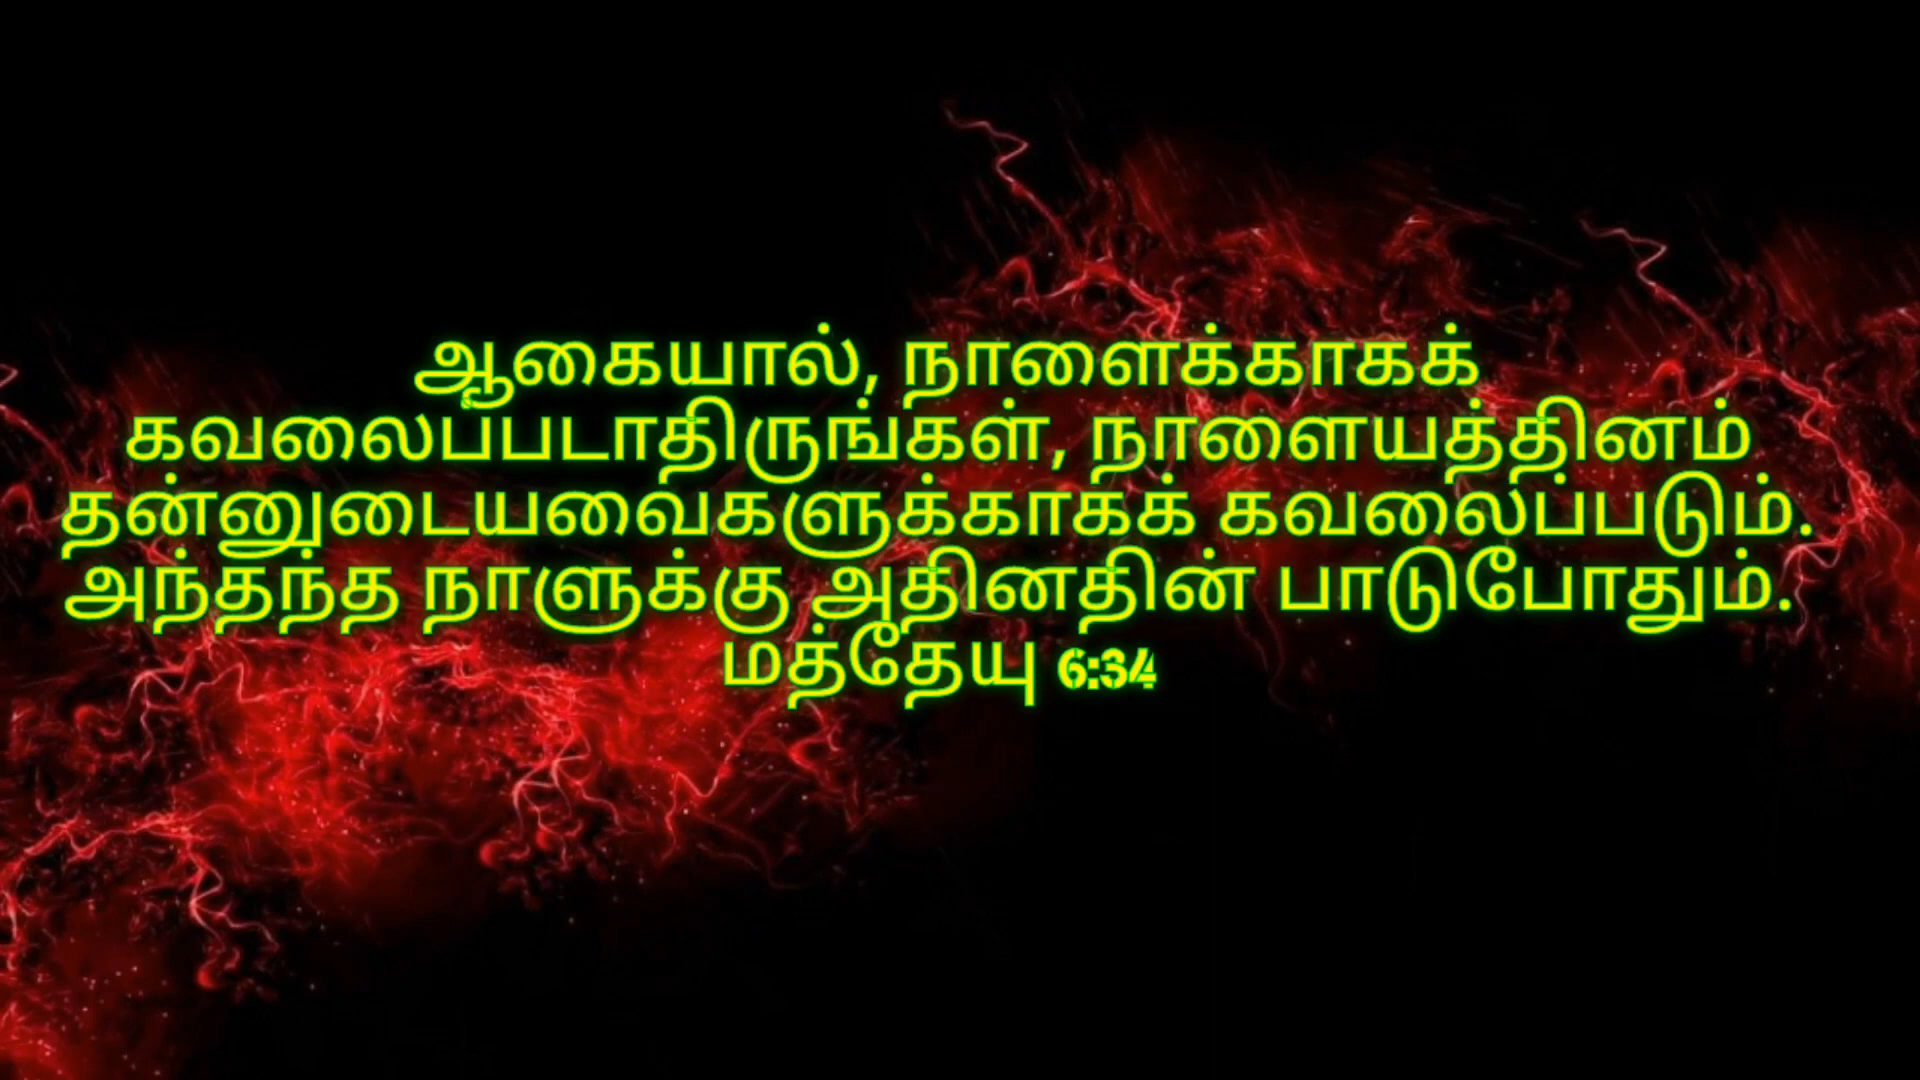 ஆகையால், நாளைக்காகக்
கவலைப்படாதிருங்கள், நாளையத்தினம்
தன்னுடையவைகளுக்காகக் கவலைப்படும்.
அந்தந்த நாளுக்கு அதினதின் பாடுபோதும்.
மத்தேயு 6:34